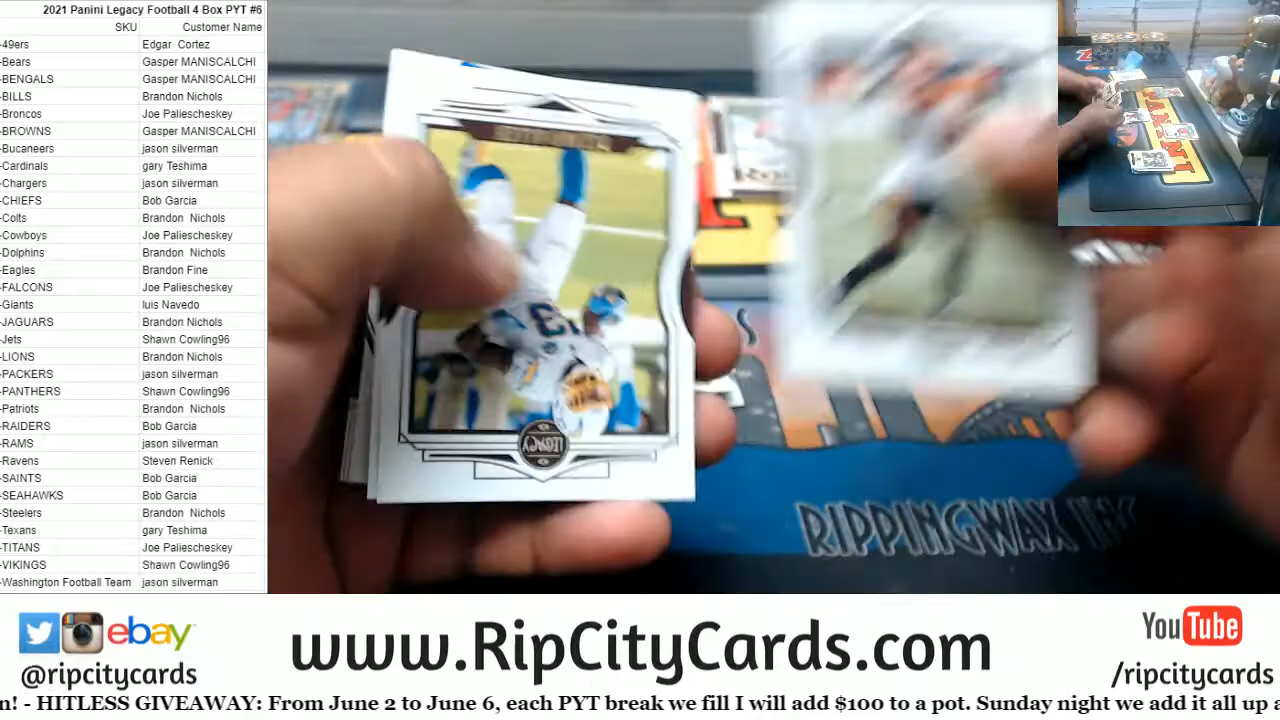 2021 Panini Legacy Football 4 Box PYT #6
SKU Customer Name
-49ers Edgar Cortez
-Bears Gasper MANISCALCHI
-BENGALS Gasper MANISCALCHI
-BILLS Brandon Nichols
-Broncos Joe Paliescheskey
-BROWNS Gasper MANISCALCHI
-Bucaneers jason silverman
-Cardinals gary Teshima
-Chargers jason silverman
-CHIEFS Bob Garcia
-Colts Brandon Nichols
-Cowboys Joe Paliescheskey
-Dolphins Brandon Nichols
-Eagles Brandon Fine
-FALCONS Joe Paliescheskey
-Giants luis Navedo
-JAGUARS Brandon Nichols
-Jets Shawn Cowling96
-LIONS Brandon Nichols
-PACKERS jason silverman
-PANTHERS Shawn Cowling96
-Patriots Brandon Nichols
-RAIDERS Bob Garcia
-RAMS jason silverman
-Ravens Steven Renick
-SAINTS Bob Garcia
-SEAHAWKS Bob Garcia
-Steelers Brandon Nichols
-Texans gary Teshima
-TITANS Joe Paliescheskey
-VIKINGS Shawn Cowling96
-Washington Football Team jason silverman
LEGACY
13
RIPPINGWAX
PANINI
ebay
@ripcitycards
www.RipCityCards.com
YouTube
/ripcitycards
n! - HITLESS GIVEAWAY: From June 2 to June 6, each PYT break we fill I will add $100 to a pot. Sunday night we add it all up a